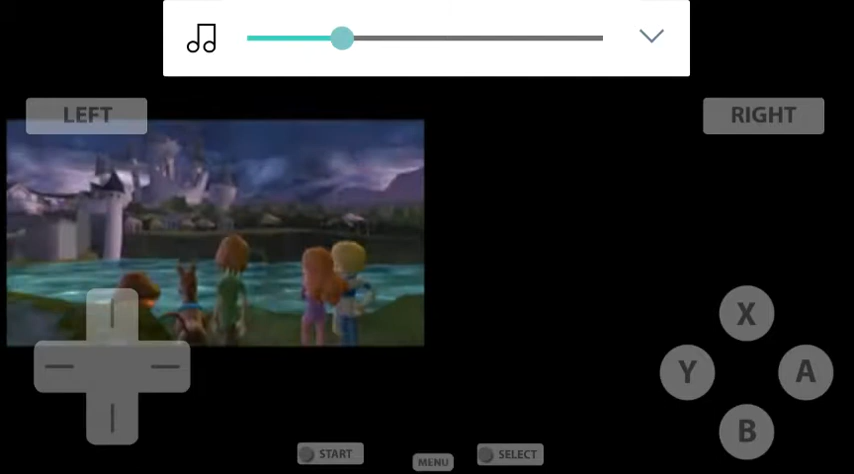 LEFT
RIGHT
X
Y
A
B
START
MENU
SELECT